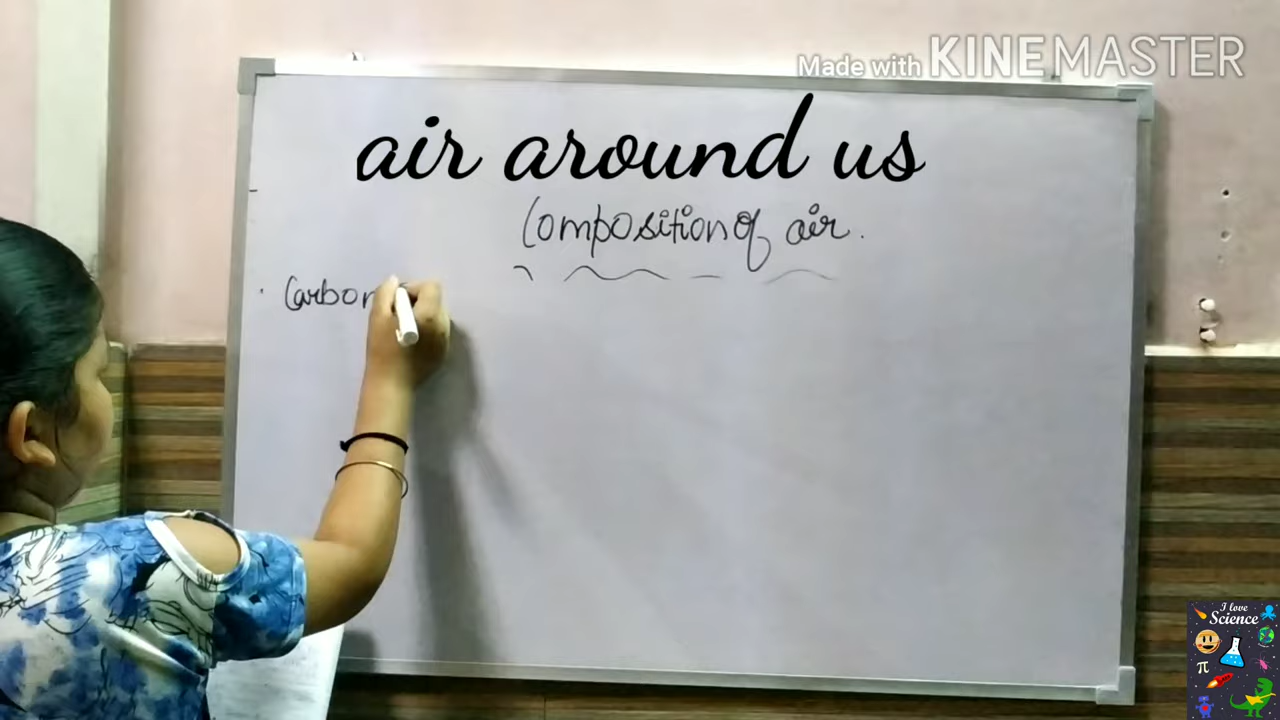 Made with KINEMASTER
air around us
Composition of air.
· Carbon
I love
Science
π